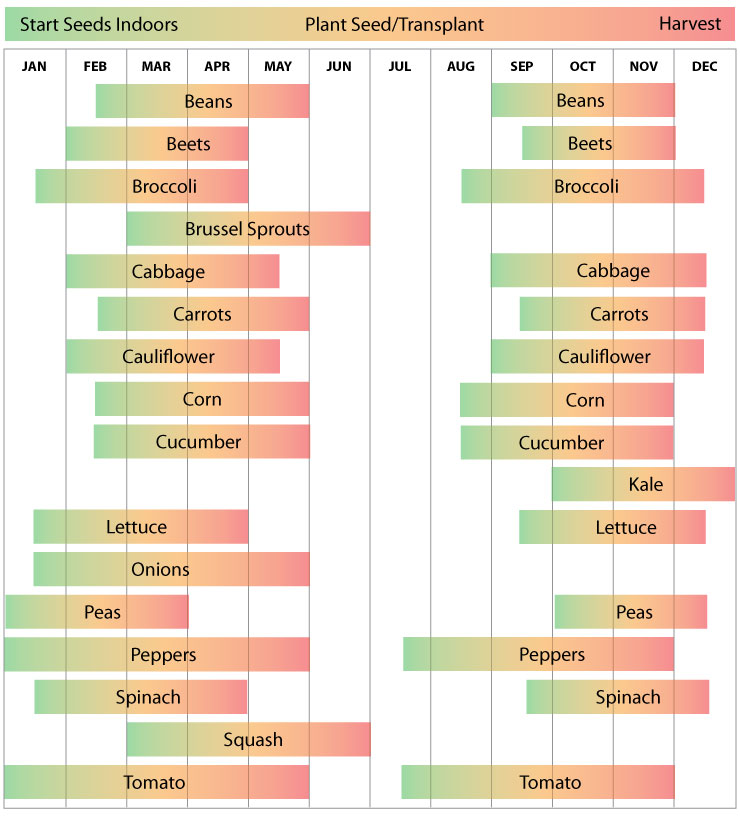 Start Seeds Indoors Plant Seed/Transplant Harvest
JAN FEB MAR APR MAY JUN JUL AUG SEP OCT NOV DEC
Beans Beans
Beets Beets
Broccoli Broccoli
Brussel Sprouts
Cabbage Cabbage
Carrots Carrots
Cauliflower Cauliflower
Corn Corn
Cucumber Cucumber
Kale
Lettuce Lettuce
Onions
Peas Peas
Peppers Peppers
Spinach Spinach
Squash
Tomato Tomato